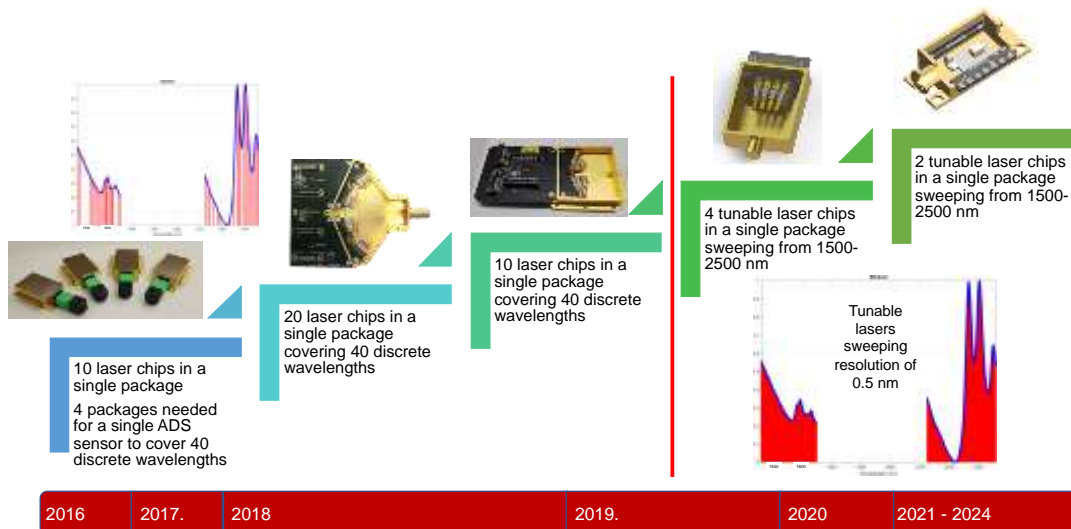 10 laser chips in a
single package
4 packages needed
for a single ADS
sensor to cover 40
discrete wavelengths
20 laser chips in a
single package
covering 40 discrete
wavelengths
10 laser chips in a
single package
covering 40 discrete
wavelengths
4 tunable laser chips
in a single package
sweeping from 1500-
2500 nm
2 tunable laser chips
in a single package
sweeping from 1500-
2500 nm
Tunable
lasers
sweeping
resolution of
0.5 nm
2016
2017.
2018
2019.
2020
2021 - 2024